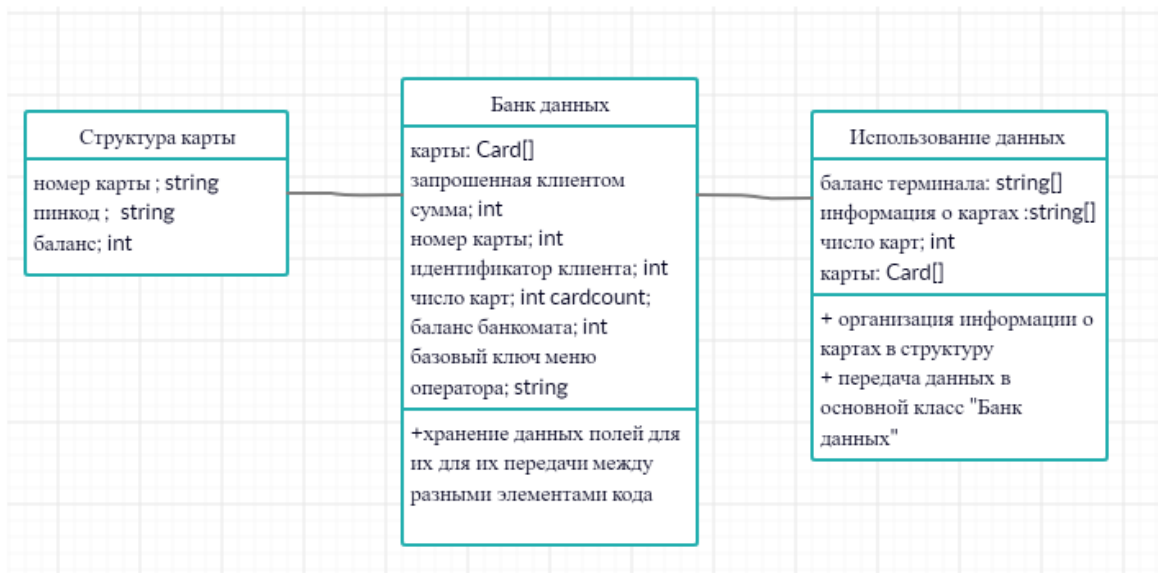 Структура карты
номер карты ; string
пинкод ; string
баланс; int
Банк данных
карты: Card[]
запрошенная клиентом
сумма; int
номер карты; int
идентификатор клиента; int
число карт; int cardcount;
баланс банкомата; int
базовый ключ меню
оператора; string
+хранение данных полей для
их для их передачи между
разными элементами кода
Использование данных
баланс терминала: string[]
информация о картах :string[]
число карт; int
карты: Card[]
+ организация информации о
картах в структуру
+ передача данных в
основной класс "Банк
данных"